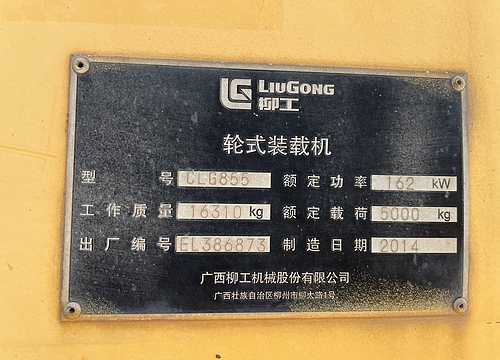 LIUGONG
柳工
轮式装载机
型号 CLG855 额定功率 162 kW
工作质量 16310 kg 额定载荷 5000 kg
出厂编号 EL386873 制造日期 2014
广西柳工机械股份有限公司
广西壮族自治区柳州市柳太路1号